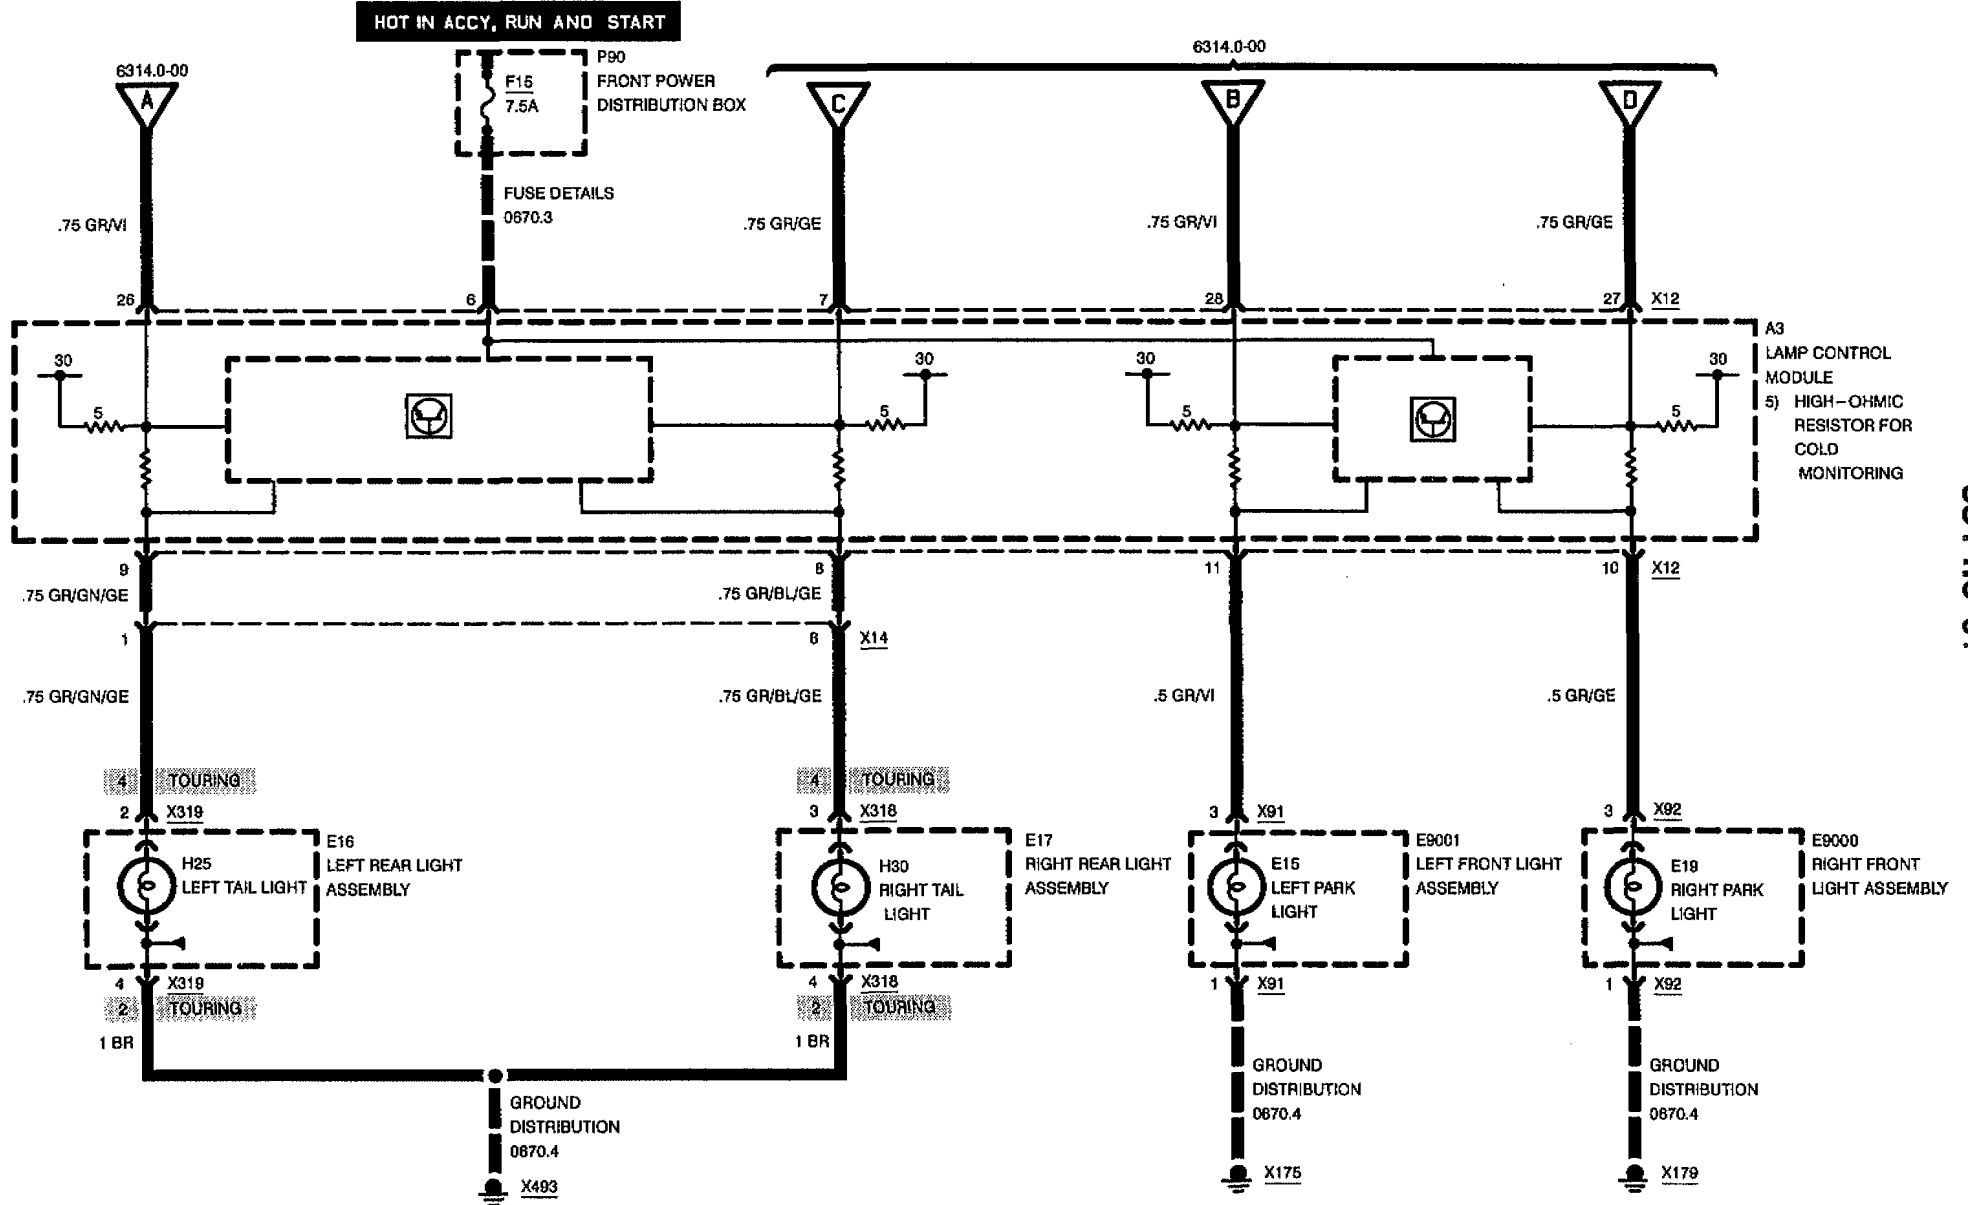 HOT IN ACCY, RUN AND START
6314.0-00
A
F15
7.5A
P90
FRONT POWER
DISTRIBUTION BOX
6314.0-00
C
B
D
FUSE DETAILS
0670.3
.75 GR/VI
.75 GR/GE
.75 GR/VI
.75 GR/GE
26
6
7
28
27
X12
A3
LAMP CONTROL
MODULE
5) HIGH-OHMIC
RESISTOR FOR
COLD
MONITORING
30
30
30
30
5
5
5
5
9
8
11
10
X12
.75 GR/GN/GE
.75 GR/BL/GE
1
6
X14
.75 GR/GN/GE
.75 GR/BL/GE
.5 GR/VI
.5 GR/GE
4 TOURING
4 TOURING
2 X319
3 X318
3 X91
3 X92
H25
LEFT TAIL LIGHT
E16
LEFT REAR LIGHT
ASSEMBLY
H30
RIGHT TAIL
LIGHT
E17
RIGHT REAR LIGHT
ASSEMBLY
E15
LEFT PARK
LIGHT
E9001
LEFT FRONT LIGHT
ASSEMBLY
E19
RIGHT PARK
LIGHT
E9000
RIGHT FRONT
LIGHT ASSEMBLY
4 X319
4 X318
1 X91
1 X92
2 TOURING
2 TOURING
1 BR
1 BR
GROUND
DISTRIBUTION
0670.4
X493
GROUND
DISTRIBUTION
0670.4
X175
GROUND
DISTRIBUTION
0670.4
X179